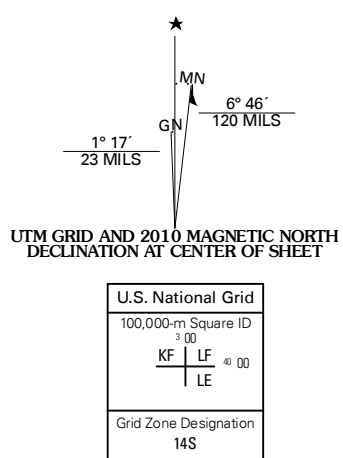 ★
MN
GN
6° 46´
120 MILS
1° 17´
23 MILS
UTM GRID AND 2010 MAGNETIC NORTH
DECLINATION AT CENTER OF SHEET
U.S. National Grid
100,000-m Square ID
3 00
KF LF 40 00
LE
Grid Zone Designation
14S